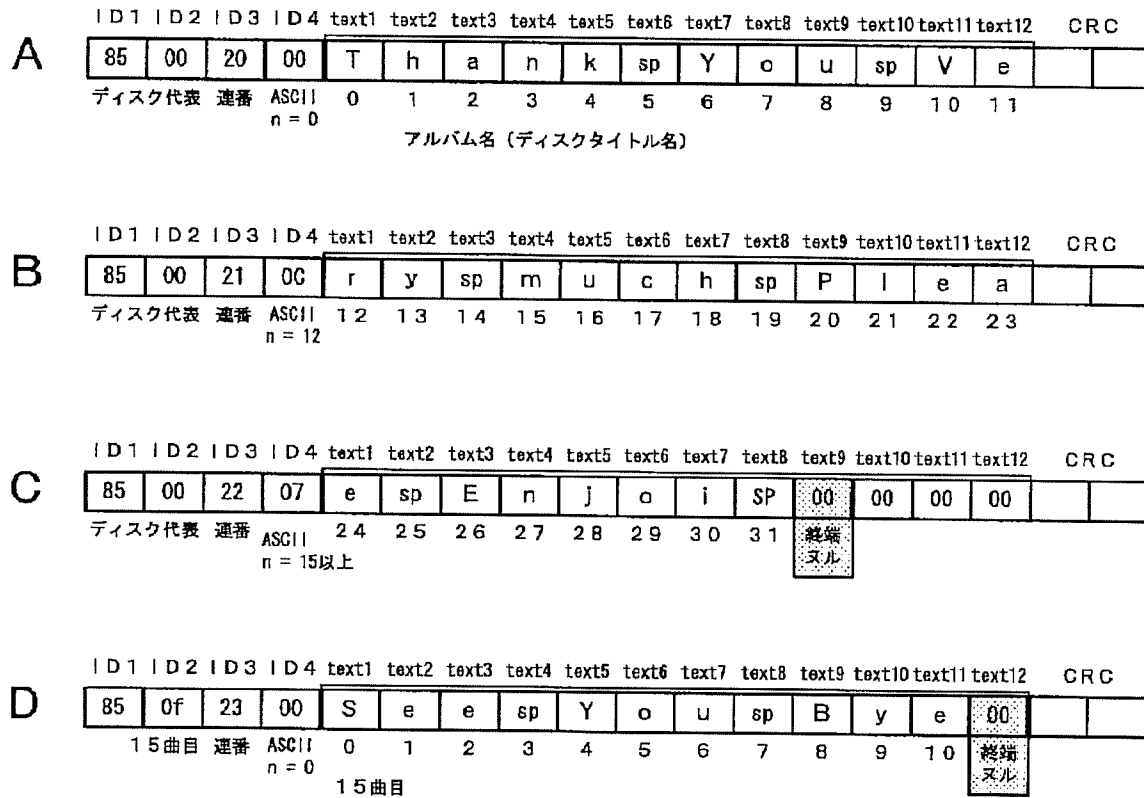 ID1 ID2 ID3 ID4 text1 text2 text3 text4 text5 text6 text7 text8 text9 text10 text11 text12 CRC
A 85 00 20 00 T h a n k sp Y o u sp V e
ディスク代表 連番 ASCII 0 1 2 3 4 5 6 7 8 9 10 11
n = 0
アルバム名（ディスクタイトル名）
ID1 ID2 ID3 ID4 text1 text2 text3 text4 text5 text6 text7 text8 text9 text10 text11 text12 CRC
B 85 00 21 0C r y sp m u c h sp P l e a
ディスク代表 連番 ASCII 12 13 14 15 16 17 18 19 20 21 22 23
n = 12
ID1 ID2 ID3 ID4 text1 text2 text3 text4 text5 text6 text7 text8 text9 text10 text11 text12 CRC
C 85 00 22 07 e sp E n j o i SP 00 00 00 00
ディスク代表 連番 ASCII 24 25 26 27 28 29 30 31 終端
n = 15以上 ヌル
ID1 ID2 ID3 ID4 text1 text2 text3 text4 text5 text6 text7 text8 text9 text10 text11 text12 CRC
D 85 0f 23 00 S e e sp Y o u sp B y e 00
15曲目 連番 ASCII 0 1 2 3 4 5 6 7 8 9 10 終端
n = 0 ヌル
15曲目